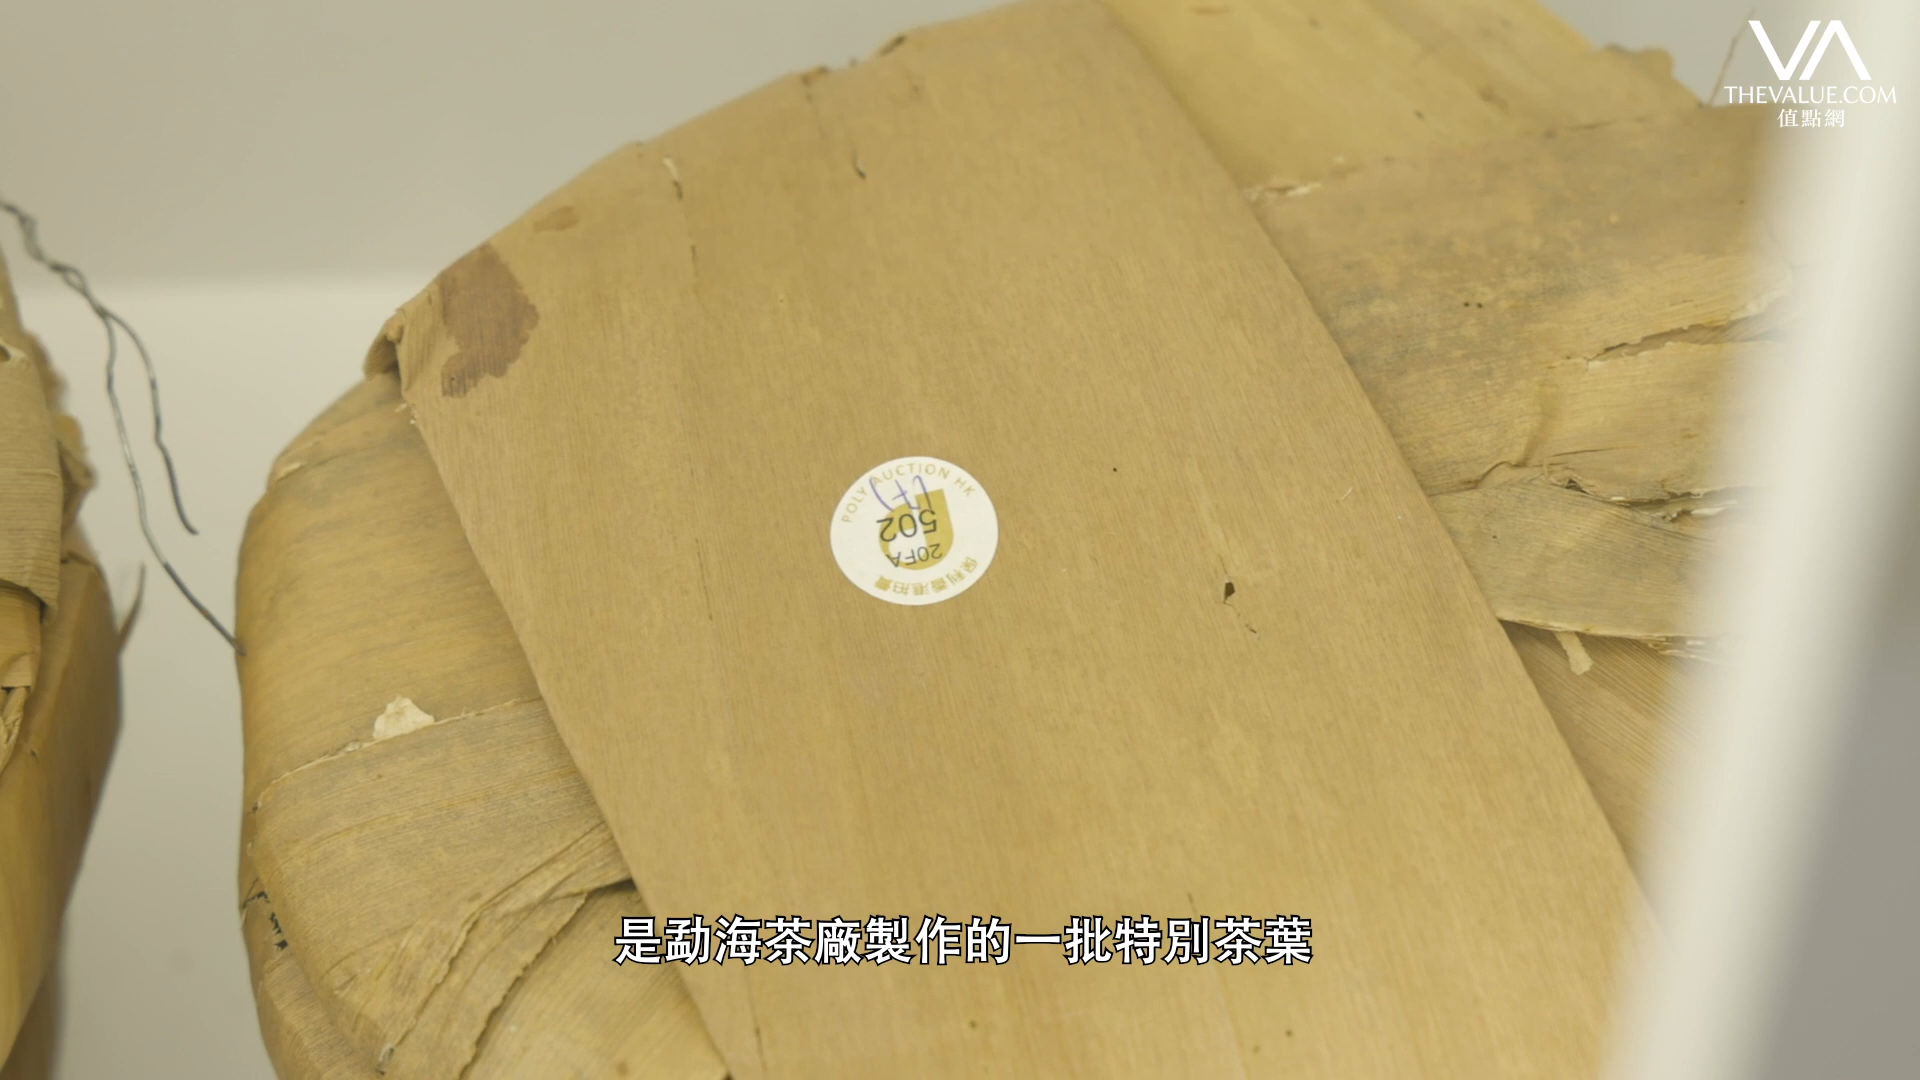 VA
THEVALUE.COM
值點網
POLY AUCTION HK
502
20FA
保利香港拍賣
是勐海茶廠製作的一批特別茶葉